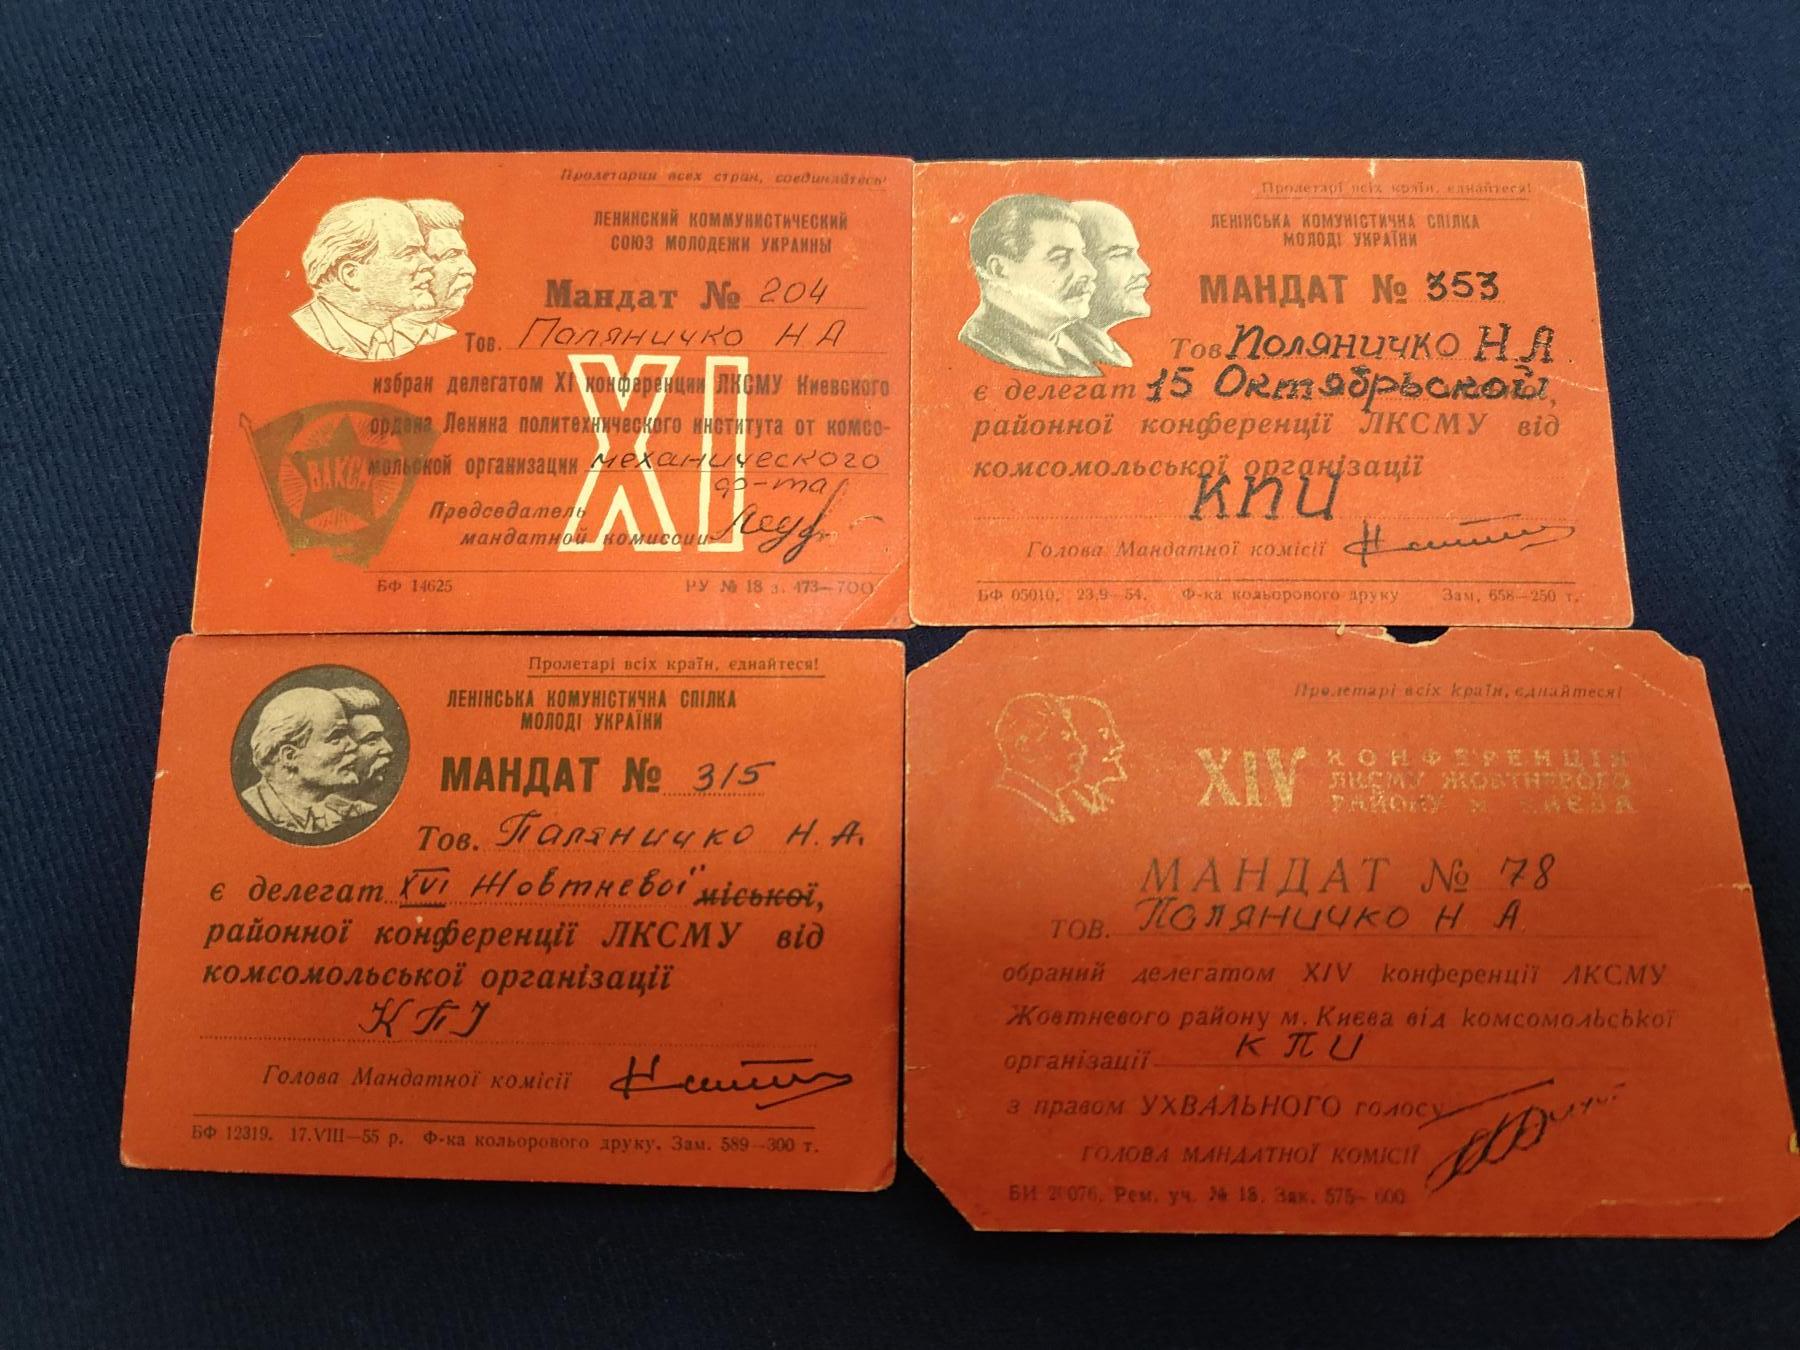 Пролетарии всех стран, соединяйтесь!
ЛЕНИНСКИЙ КОММУНИСТИЧЕСКИЙ
СОЮЗ МОЛОДЕЖИ УКРАИНЫ
Мандат № 204
Тов. Поляничко Н А
XI
избран делегатом XI конференции ЛКСМУ Киевского
ордена Ленина политехнического института от комсо-
мольской организации механического
ф-та
ВЛКСМ
Председатель
мандатной комиссии
БФ 14625 РУ № 18 з. 473—700
Пролетарі всіх країн, єднайтеся!
ЛЕНІНСЬКА КОМУНІСТИЧНА СПІЛКА
МОЛОДІ УКРАЇНИ
МАНДАТ № 353
Тов Поляничко Н А
є делегат 15 Октябрьской,
районної конференції ЛКСМУ від
комсомольської організації
КПИ
Голова Мандатної комісії
БФ 05010. 23.9—54. Ф-ка кольорового друку Зам. 658—250 т.
Пролетарі всіх країн, єднайтеся!
ЛЕНІНСЬКА КОМУНІСТИЧНА СПІЛКА
МОЛОДІ УКРАЇНИ
МАНДАТ № 315
Тов. Паляничко Н. А.
є делегат XVI Жовтневої міської,
районної конференції ЛКСМУ від
комсомольської організації
КПІ
Голова Мандатної комісії
БФ 12319. 17.VIII—55 р. Ф-ка кольорового друку. Зам. 589—300 т.
Пролетарі всіх країн, єднайтеся!
XIV КОНФЕРЕНЦІЯ
ЛКСМУ ЖОВТНЕВОГО
РАЙОНУ м КИЄВА
МАНДАТ № 78
ТОВ. Поляничко Н А
обраний делегатом XIV конференції ЛКСМУ
Жовтневого району м. Києва від комсомольської
організації КПИ
з правом УХВАЛЬНОГО голосу
ГОЛОВА МАНДАТНОЇ КОМІСІЇ
БИ 20076. Рем. уч. № 18. Зак. 575—600